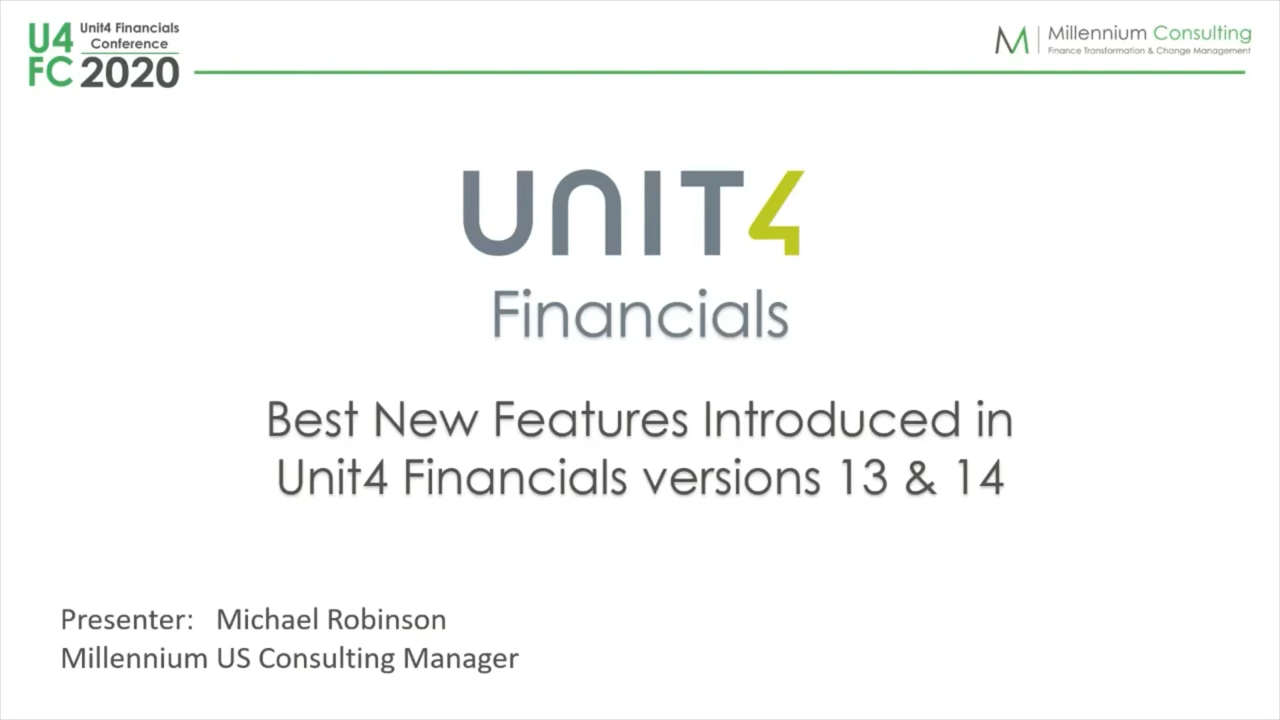 U4
FC
Unit4 Financials
Conference
2020
Millennium Consulting
Finance Transformation & Change Management
UNIT4
Financials
Best New Features Introduced in
Unit4 Financials versions 13 & 14
Presenter: Michael Robinson
Millennium US Consulting Manager